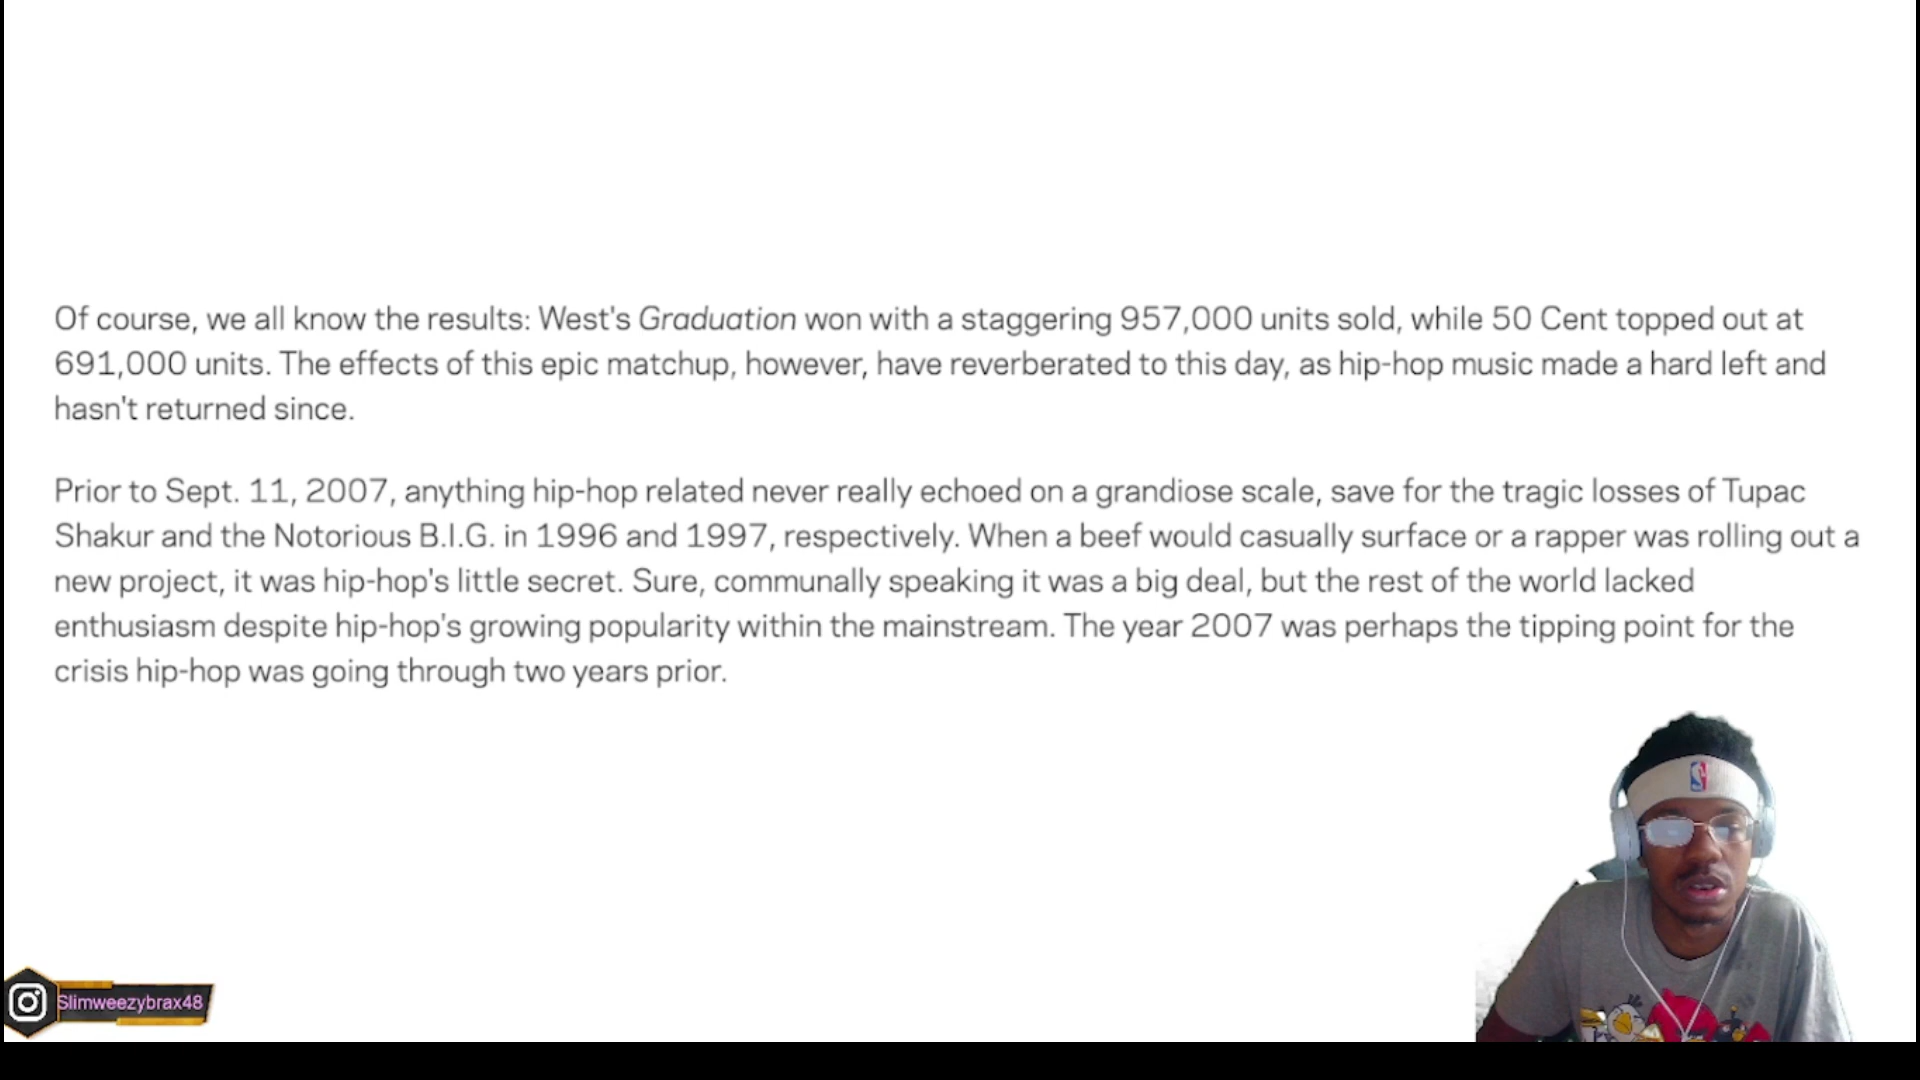 Of course, we all know the results: West's Graduation won with a staggering 957,000 units sold, while 50 Cent topped out at
691,000 units. The effects of this epic matchup, however, have reverberated to this day, as hip-hop music made a hard left and
hasn't returned since.
Prior to Sept. 11, 2007, anything hip-hop related never really echoed on a grandiose scale, save for the tragic losses of Tupac
Shakur and the Notorious B.I.G. in 1996 and 1997, respectively. When a beef would casually surface or a rapper was rolling out a
new project, it was hip-hop's little secret. Sure, communally speaking it was a big deal, but the rest of the world lacked
enthusiasm despite hip-hop's growing popularity within the mainstream. The year 2007 was perhaps the tipping point for the
crisis hip-hop was going through two years prior.
Slimweezybrax48